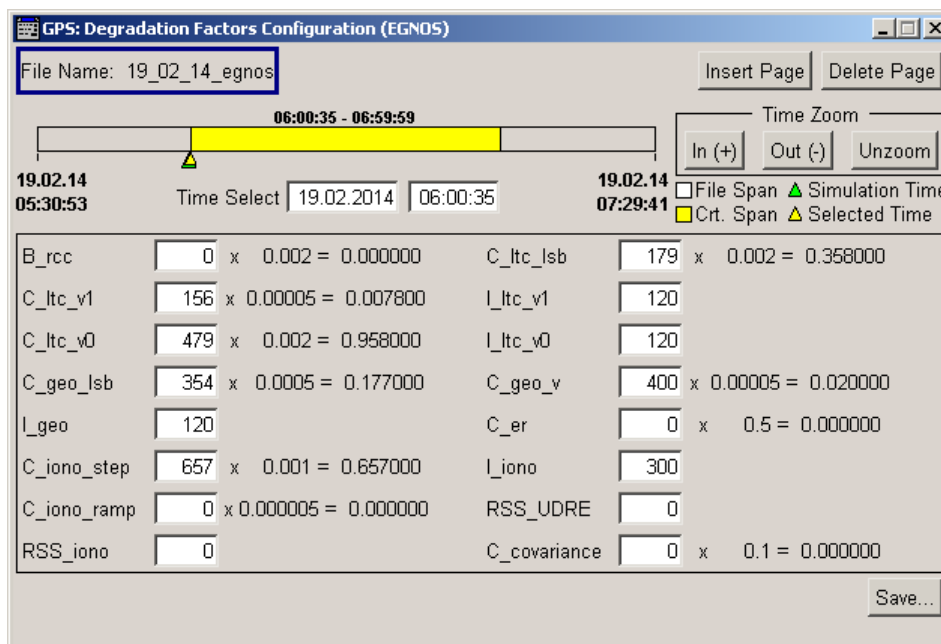 GPS: Degradation Factors Configuration (EGNOS)
File Name: 19_02_14_egnos Insert Page Delete Page
06:00:35 - 06:59:59 Time Zoom
In (+) Out (-) Unzoom
19.02.14 05:30:53 Time Select 19.02.2014 06:00:35 19.02.14 07:29:41
File Span Simulation Time
Crt. Span Selected Time
B_rcc 0 x 0.002 = 0.000000 C_ltc_lsb 179 x 0.002 = 0.358000
C_ltc_v1 156 x 0.00005 = 0.007800 I_ltc_v1 120
C_ltc_v0 479 x 0.002 = 0.958000 I_ltc_v0 120
C_geo_lsb 354 x 0.0005 = 0.177000 C_geo_v 400 x 0.00005 = 0.020000
I_geo 120 C_er 0 x 0.5 = 0.000000
C_iono_step 657 x 0.001 = 0.657000 I_iono 300
C_iono_ramp 0 x 0.000005 = 0.000000 RSS_UDRE 0
RSS_iono 0 C_covariance 0 x 0.1 = 0.000000
Save...